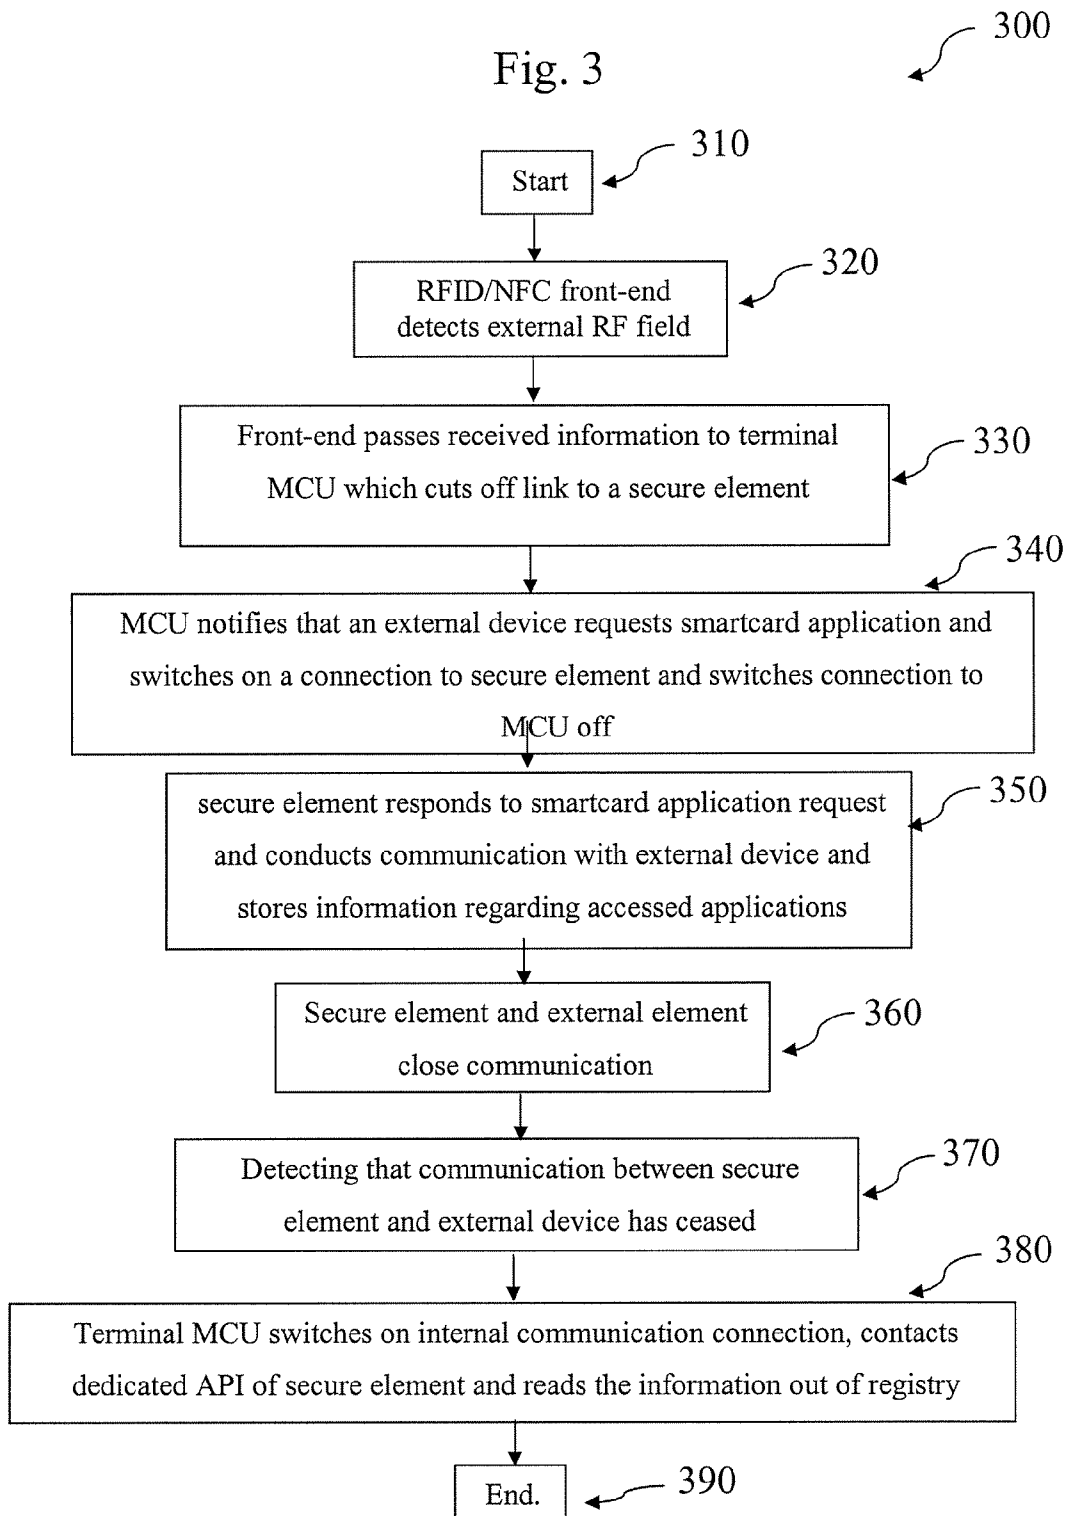 300
Fig. 3
310
Start
320
RFID/NFC front-end
detects external RF field
330
Front-end passes received information to terminal
MCU which cuts off link to a secure element
340
MCU notifies that an external device requests smartcard application and
switches on a connection to secure element and switches connection to
MCU off
350
secure element responds to smartcard application request
and conducts communication with external device and
stores information regarding accessed applications
360
Secure element and external element
close communication
370
Detecting that communication between secure
element and external device has ceased
380
Terminal MCU switches on internal communication connection, contacts
dedicated API of secure element and reads the information out of registry
End.
390